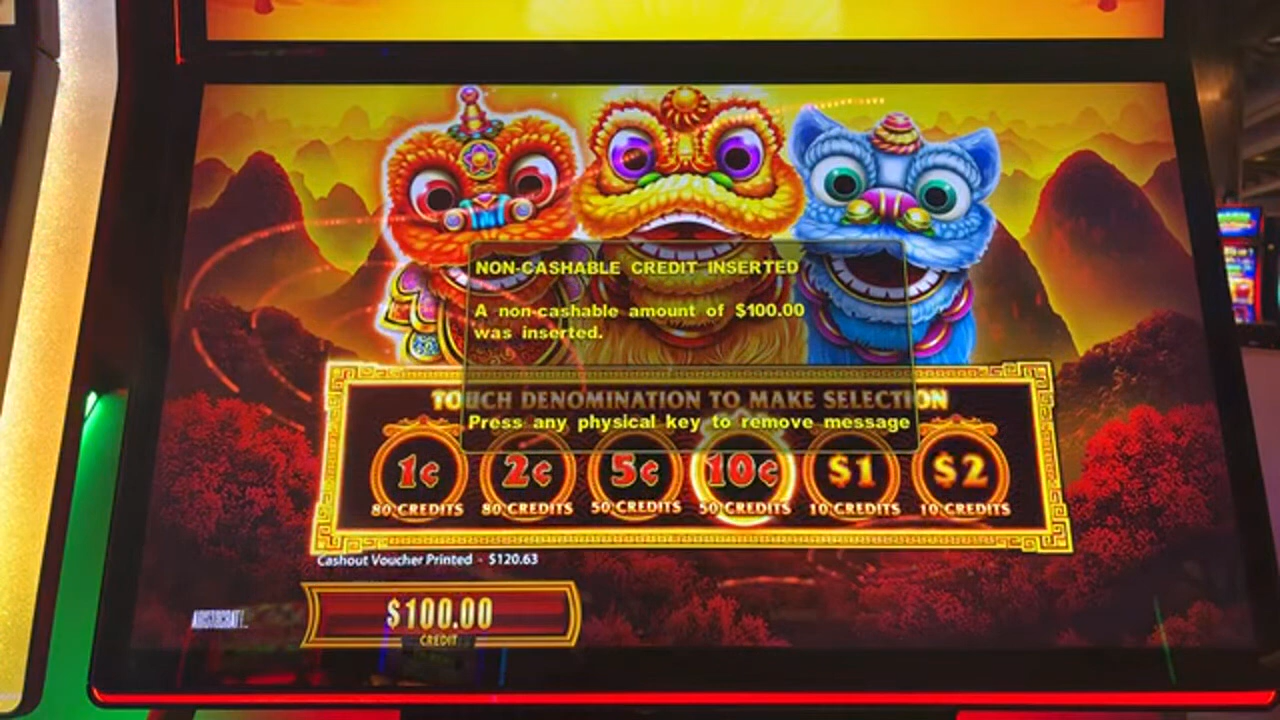 NON-CASHABLE CREDIT INSERTED
A non-cashable amount of $100.00
was inserted.
TOUCH DENOMINATION TO MAKE SELECTION
Press any physical key to remove message
1¢ 2¢ 5¢ 10¢ $1 $2
80 CREDITS 80 CREDITS 50 CREDITS 50 CREDITS 10 CREDITS 10 CREDITS
Cashout Voucher Printed - $120.63
$100.00
CREDIT
ARISTOCRAT